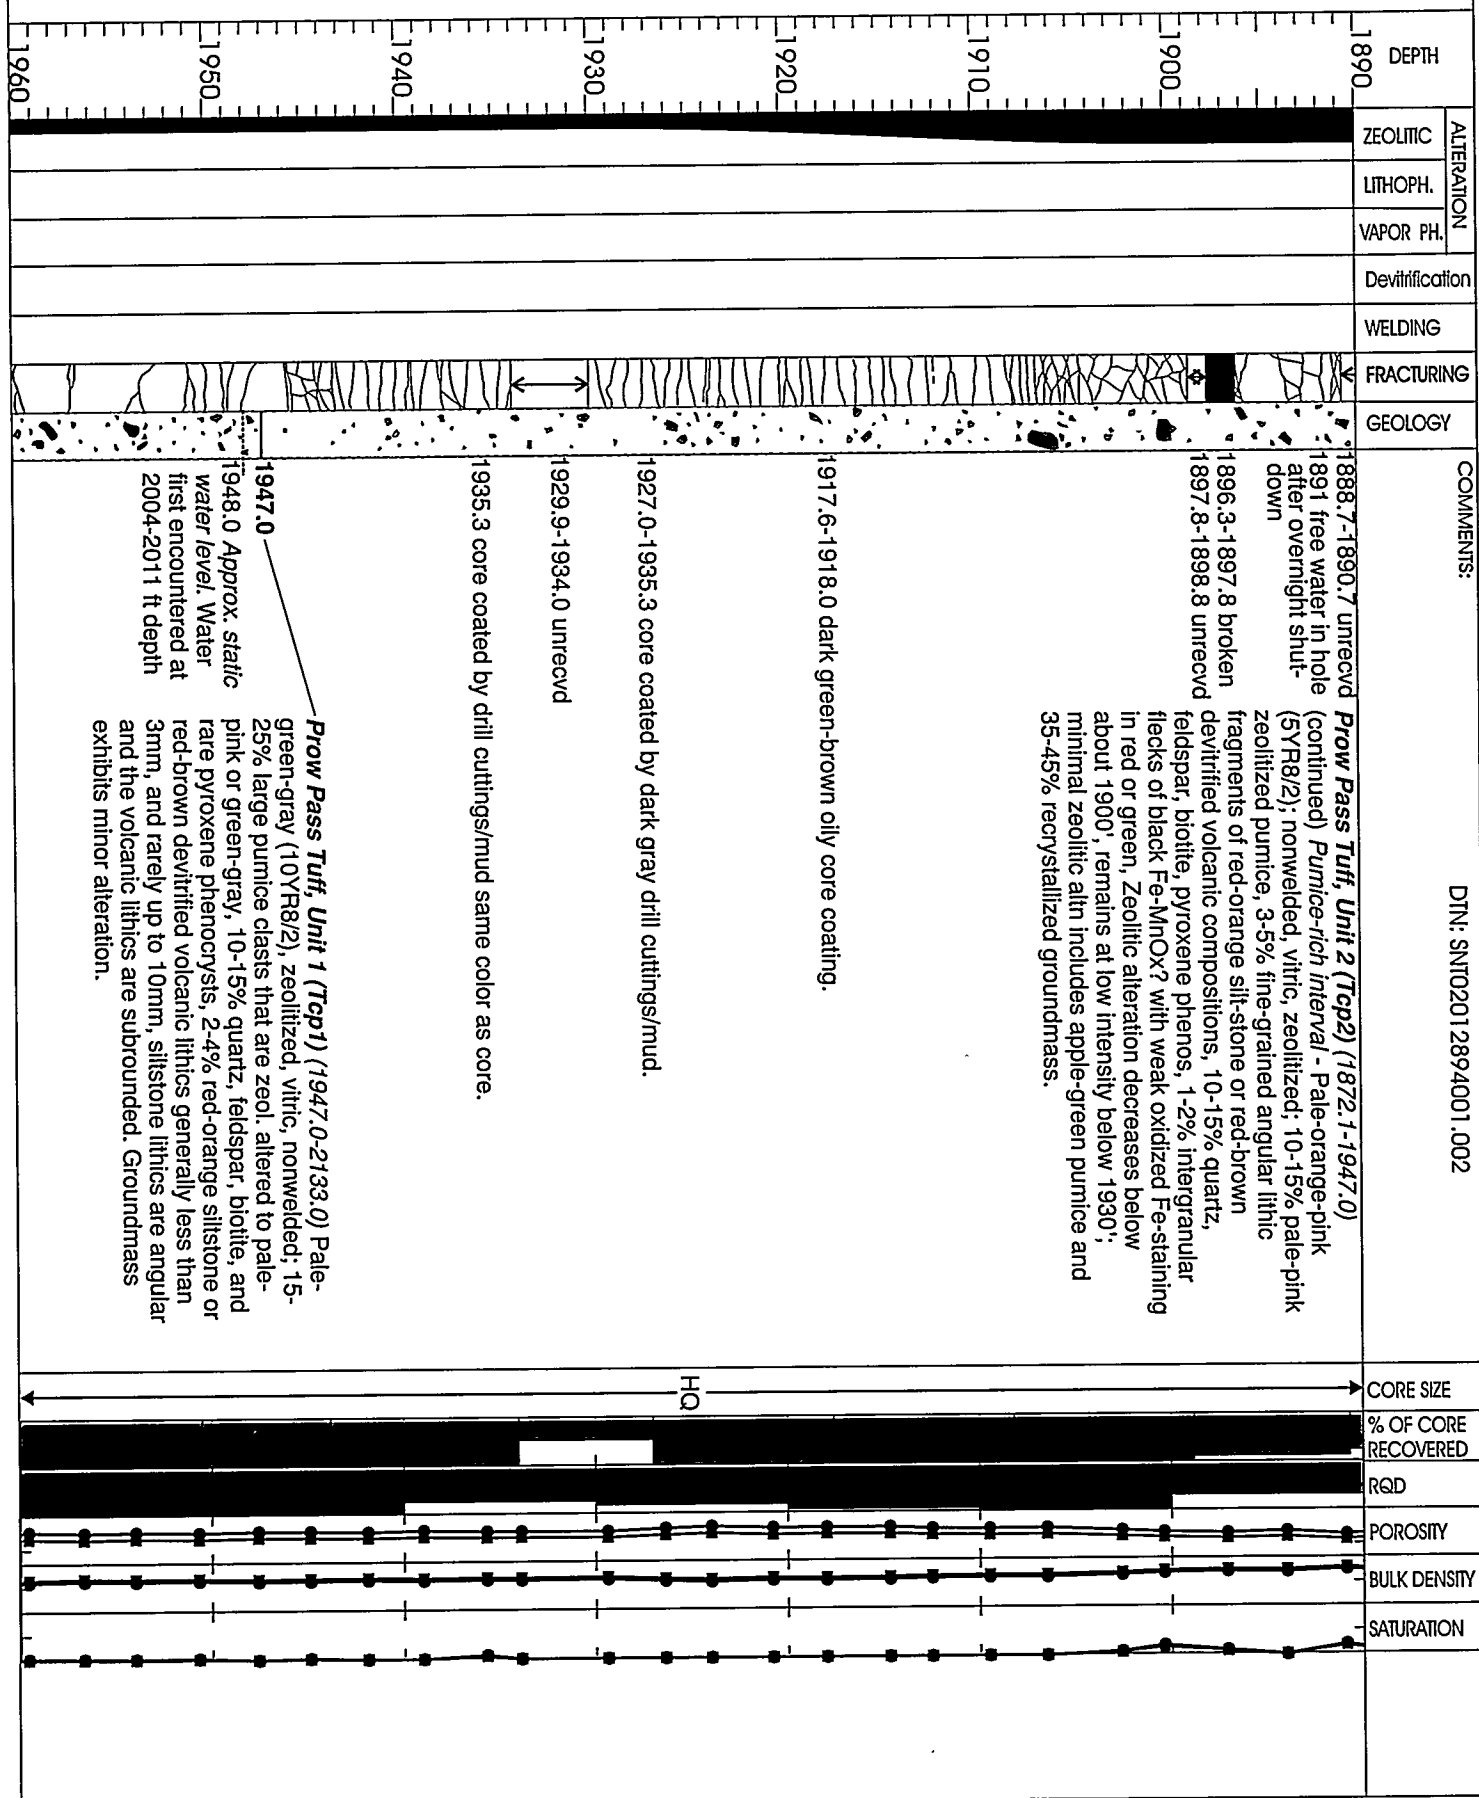 DEPTH
ALTERATION
ZEOLITIC
LITHOPH.
VAPOR PH.
Devitrification
WELDING
FRACTURING
GEOLOGY
COMMENTS:
DTN: SNT02012894001.002
CORE SIZE
% OF CORE
RECOVERED
RQD
POROSITY
BULK DENSITY
SATURATION
1890
1900
1910
1920
1930
1940
1950
1960
1888.7-1890.7 unrecvd
1891 free water in hole
after overnight shut-
down
1896.3-1897.8 broken
1897.8-1898.8 unrecvd
1917.6-1918.0 dark green-brown oily core coating.
1927.0-1935.3 core coated by dark gray drill cuttings/mud.
1929.9-1934.0 unrecvd
1935.3 core coated by drill cuttings/mud same color as core.
1947.0
1948.0 Approx. static
water level. Water
first encountered at
2004-2011 ft depth
Prow Pass Tuff, Unit 2 (Tcp2) (1872.1-1947.0)
(continued) Pumice-rich interval - Pale-orange-pink
(5YR8/2); nonwelded, vitric, zeolitized; 10-15% pale-pink
zeolitized pumice, 3-5% fine-grained angular lithic
fragments of red-orange silt-stone or red-brown
devitrified volcanic compositions, 10-15% quartz,
feldspar, biotite, pyroxene phenos, 1-2% intergranular
flecks of black Fe-MnOx? with weak oxidized Fe-staining
in red or green, Zeolitic alteration decreases below
about 1900', remains at low intensity below 1930';
minimal zeolitic altn includes apple-green pumice and
35-45% recrystallized groundmass.
Prow Pass Tuff, Unit 1 (Tcp1) (1947.0-2133.0) Pale-
green-gray (10YR8/2), zeolitized, vitric, nonwelded; 15-
25% large pumice clasts that are zeol. altered to pale-
pink or green-gray, 10-15% quartz, feldspar, biotite, and
rare pyroxene phenocrysts, 2-4% red-orange siltstone or
red-brown devitrified volcanic lithics generally less than
3mm, and rarely up to 10mm, siltstone lithics are angular
and the volcanic lithics are subrounded. Groundmass
exhibits minor alteration.
HQ